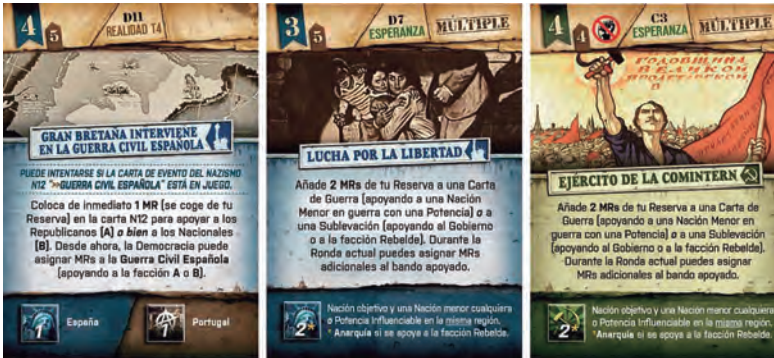 4
5
D11
REALIDAD T4
GRAN BRETAÑA INTERVIENE
EN LA GUERRA CIVIL ESPAÑOLA
PUEDE INTENTARSE SI LA CARTA DE EVENTO DEL NAZISMO
N12 "»GUERRA CIVIL ESPAÑOLA" ESTÁ EN JUEGO.
Coloca de inmediato 1 MR (se coge de tu
Reserva) en la carta N12 para apoyar a los
Republicanos (A) o bien a los Nacionales
(B). Desde ahora, la Democracia puede
asignar MRs a la Guerra Civil Española
(apoyando a la facción A o B).
1
España
1
Portugal
3
5
D7
ESPERANZA
MÚLTIPLE
LUCHA POR LA LIBERTAD
Añade 2 MRs de tu Reserva a una Carta
de Guerra (apoyando a una Nación
Menor en guerra con una Potencia) o a
una Sublevación (apoyando al Gobierno
o a la facción Rebelde). Durante la
Ronda actual puedes asignar MRs
adicionales al bando apoyado.
2*
Nación objetivo y una Nación menor cualquiera
o Potencia Influenciable en la misma región.
*Anarquía si se apoya a la facción Rebelde.
4
4
C3
ESPERANZA
MÚLTIPLE
ГОДОВЩИНА
ВЕЛИКОЙ
ПРОЛЕТАРСКОЙ
EJÉRCITO DE LA COMINTERN
Añade 2 MRs de tu Reserva a una Carta de
Guerra (apoyando a una Nación Menor en
guerra con una Potencia) o a una Sublevación
(apoyando al Gobierno o a la facción Rebelde).
Durante la Ronda actual puedes asignar
MRs adicionales al bando apoyado.
2*
Nación objetivo y una Nación menor cualquiera
o Potencia Influenciable en la misma región.
*Anarquía si se apoya a la facción Rebelde.